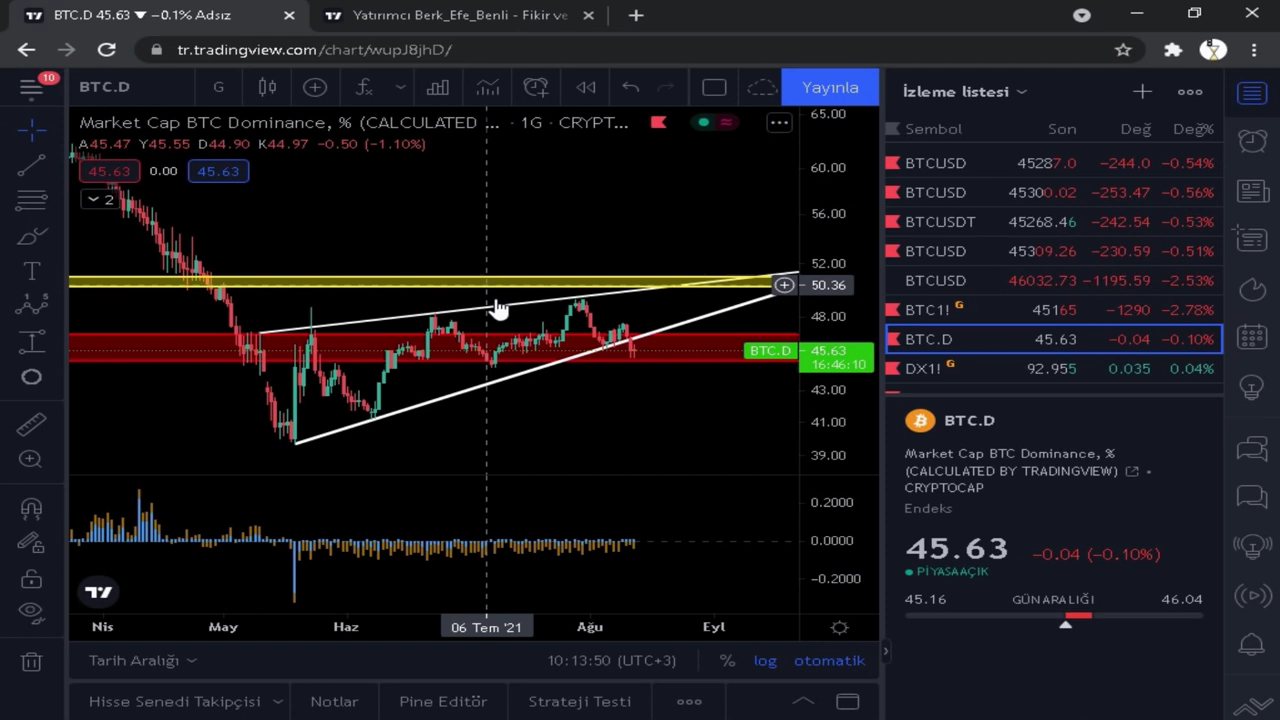 BTC.D 45.63 ▼ −0.1% Adsız
Yatırımcı Berk_Efe_Benli - Fikir ve
tr.tradingview.com/chart/wupJ8jhD/
10
BTC.D
G
Yayınla
Market Cap BTC Dominance, % (CALCULATED ... · 1G · CRYPT...
A45.47 Y45.55 D44.90 K44.97 −0.50 (−1.10%)
45.63 0.00 45.63
2
65.00
60.00
56.00
52.00
50.36
48.00
BTC.D 45.63
16:46:10
43.00
41.00
39.00
0.2000
0.0000
−0.2000
Nis May Haz 06 Tem '21 Ağu Eyl
Tarih Aralığı 10:13:50 (UTC+3) % log otomatik
Hisse Senedi Takipçisi Notlar Pine Editörü Strateji Testi
İzleme listesi
Sembol Son Değ Değ%
BTCUSD 45287.0 −244.0 −0.54%
BTCUSD 45300.02 −253.47 −0.56%
BTCUSDT 45268.46 −242.54 −0.53%
BTCUSD 45309.26 −230.59 −0.51%
BTCUSD 46032.73 −1195.59 −2.53%
BTC1! G 45165 −1290 −2.78%
BTC.D 45.63 −0.04 −0.10%
DX1! G 92.955 0.035 0.04%
BTC.D
Market Cap BTC Dominance, %
(CALCULATED BY TRADINGVIEW) •
CRYPTOCAP
Endeks
45.63 −0.04 (−0.10%)
PİYASA AÇIK
45.16 GÜN ARALIĞI 46.04